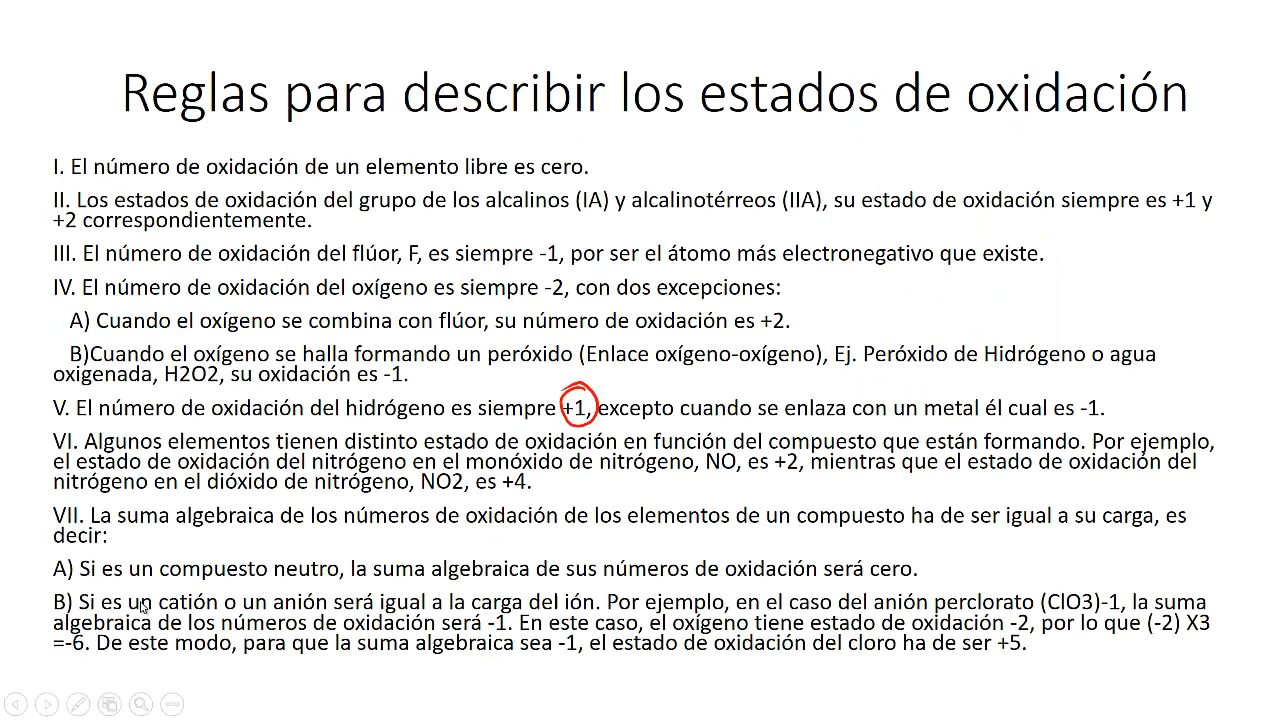 Reglas para describir los estados de oxidación
I. El número de oxidación de un elemento libre es cero.
II. Los estados de oxidación del grupo de los alcalinos (IA) y alcalinotérreos (IIA), su estado de oxidación siempre es +1 y
+2 correspondientemente.
III. El número de oxidación del flúor, F, es siempre -1, por ser el átomo más electronegativo que existe.
IV. El número de oxidación del oxígeno es siempre -2, con dos excepciones:
A) Cuando el oxígeno se combina con flúor, su número de oxidación es +2.
B)Cuando el oxígeno se halla formando un peróxido (Enlace oxígeno-oxígeno), Ej. Peróxido de Hidrógeno o agua
oxigenada, H2O2, su oxidación es -1.
V. El número de oxidación del hidrógeno es siempre +1, excepto cuando se enlaza con un metal él cual es -1.
VI. Algunos elementos tienen distinto estado de oxidación en función del compuesto que están formando. Por ejemplo,
el estado de oxidación del nitrógeno en el monóxido de nitrógeno, NO, es +2, mientras que el estado de oxidación del
nitrógeno en el dióxido de nitrógeno, NO2, es +4.
VII. La suma algebraica de los números de oxidación de los elementos de un compuesto ha de ser igual a su carga, es
decir:
A) Si es un compuesto neutro, la suma algebraica de sus números de oxidación será cero.
B) Si es un catión o un anión será igual a la carga del ión. Por ejemplo, en el caso del anión perclorato (ClO3)-1, la suma
algebraica de los números de oxidación será -1. En este caso, el oxígeno tiene estado de oxidación -2, por lo que (-2) X3
=-6. De este modo, para que la suma algebraica sea -1, el estado de oxidación del cloro ha de ser +5.